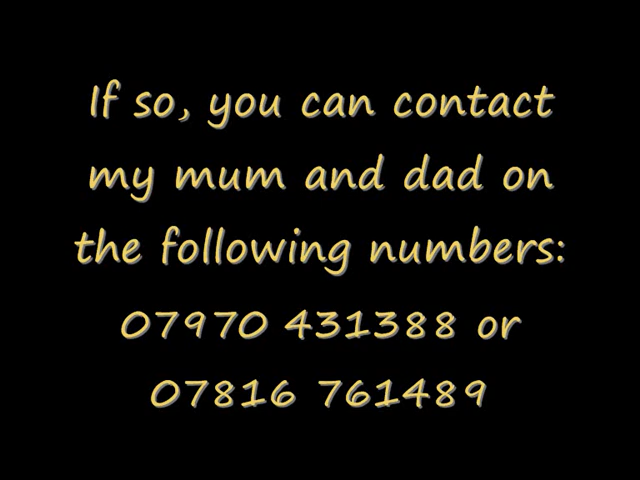 If so, you can contact
my mum and dad on
the following numbers:
07970 431388 or
07816 761489